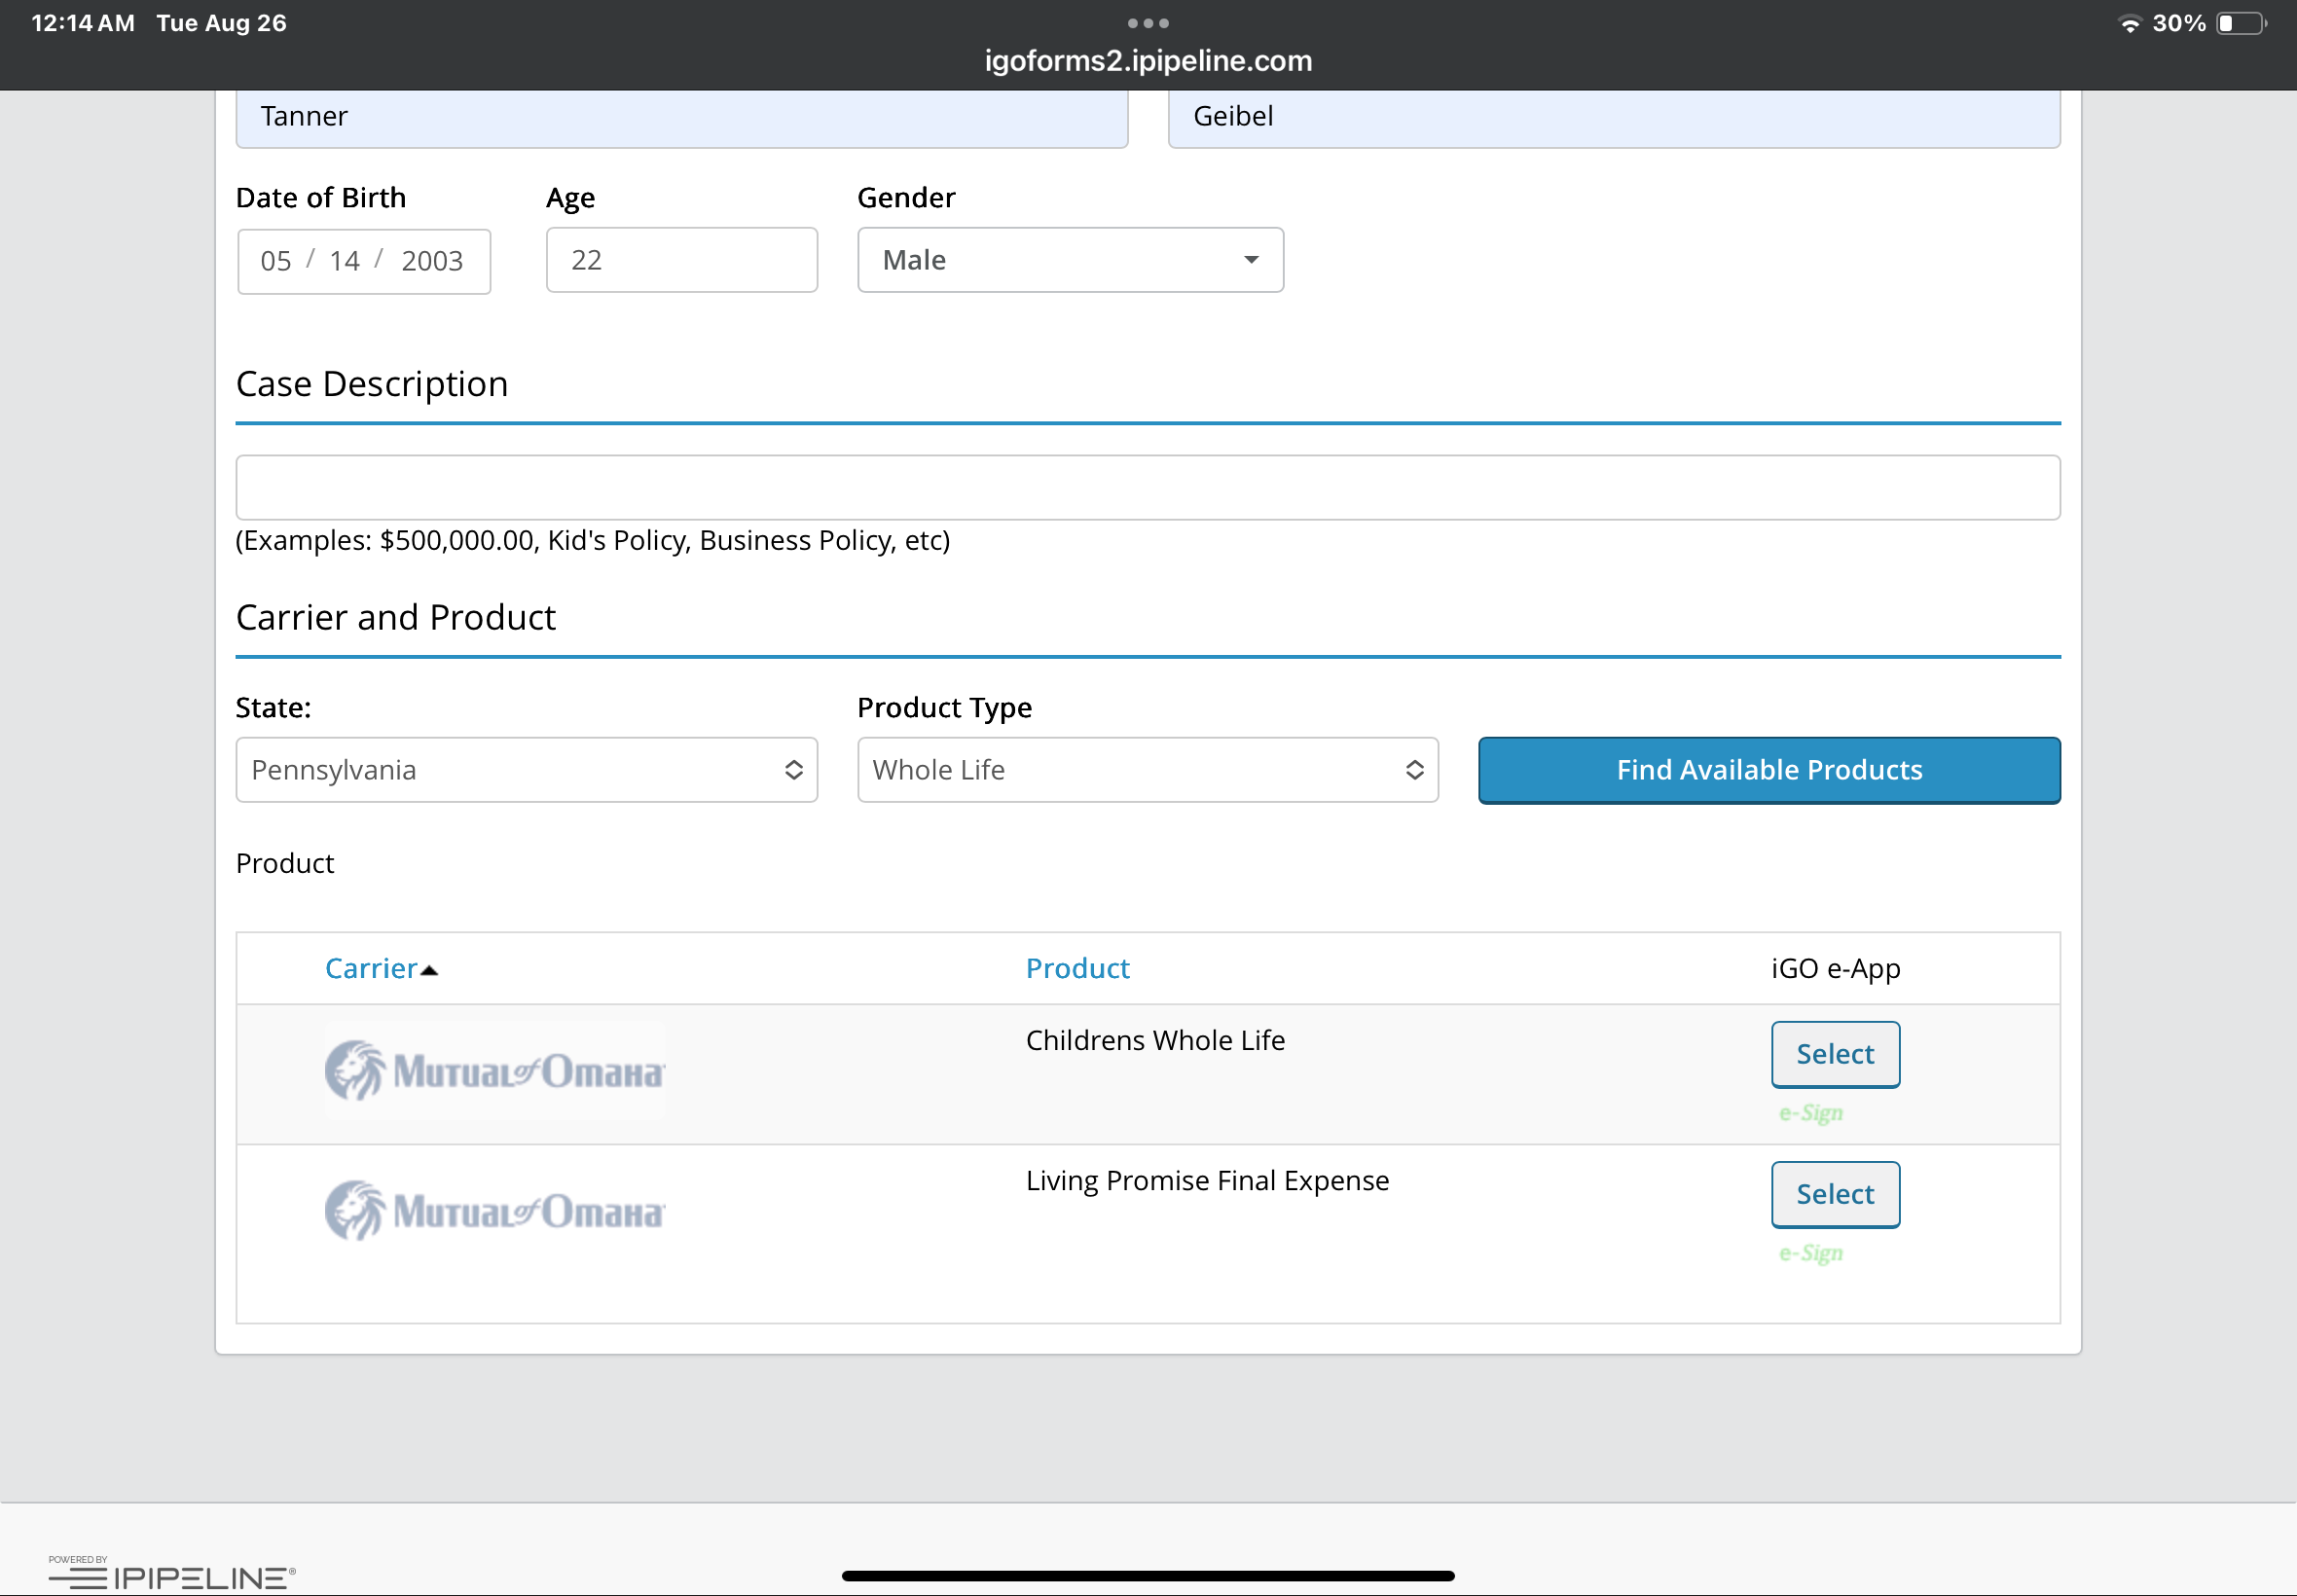 12:14 AM Tue Aug 26
30%
igoforms2.ipipeline.com
Tanner
Geibel
Date of Birth
Age
Gender
05 / 14 / 2003
22
Male
Case Description
(Examples: $500,000.00, Kid's Policy, Business Policy, etc)
Carrier and Product
State:
Product Type
Pennsylvania
Whole Life
Find Available Products
Product
Carrier
Product
iGO e-App
Mutual of Omaha
Childrens Whole Life
Select
e-Sign
Mutual of Omaha
Living Promise Final Expense
Select
e-Sign
POWERED BY
IPIPELINE®